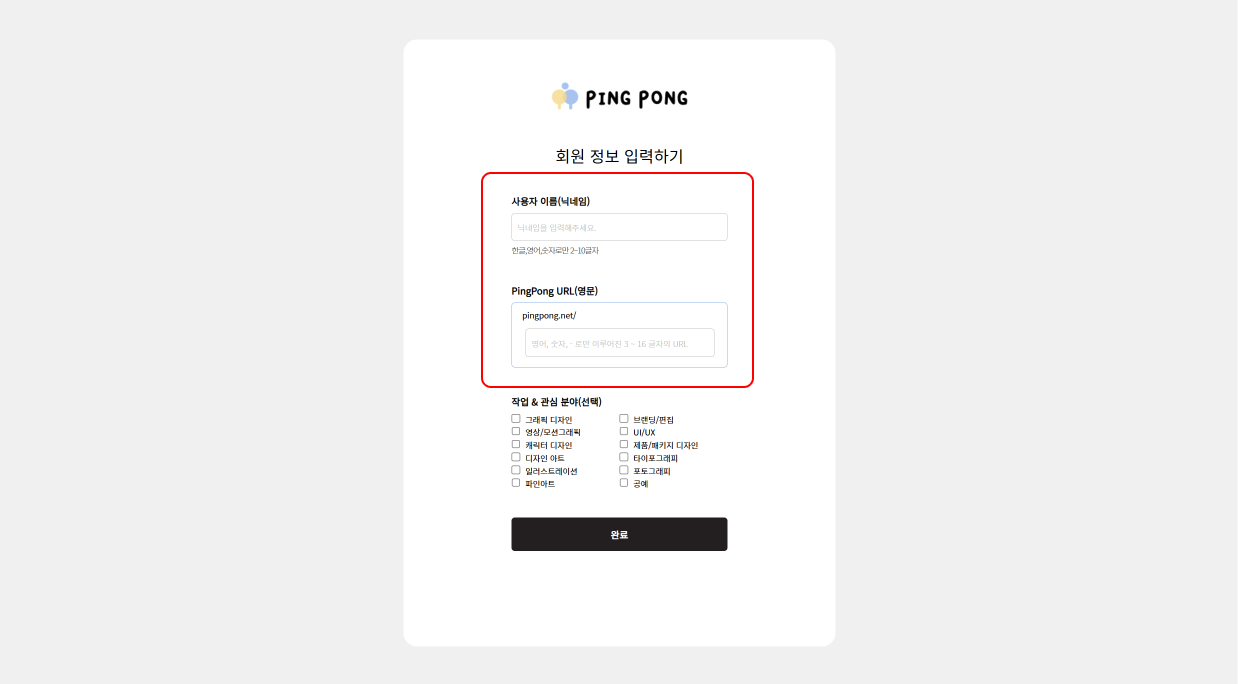 PING PONG
회원 정보 입력하기
사용자 이름(닉네임)
닉네임을 입력해주세요.
한글,영어,숫자로만 2~10글자
PingPong URL(영문)
pingpong.net/
영어, 숫자, - 로만 이루어진 3 ~ 16 글자의 URL
작업 & 관심 분야(선택)
그래픽 디자인 브랜딩/편집
영상/모션그래픽 UI/UX
캐릭터 디자인 제품/패키지 디자인
디자인 아트 타이포그래피
일러스트레이션 포토그래피
파인아트 공예
완료